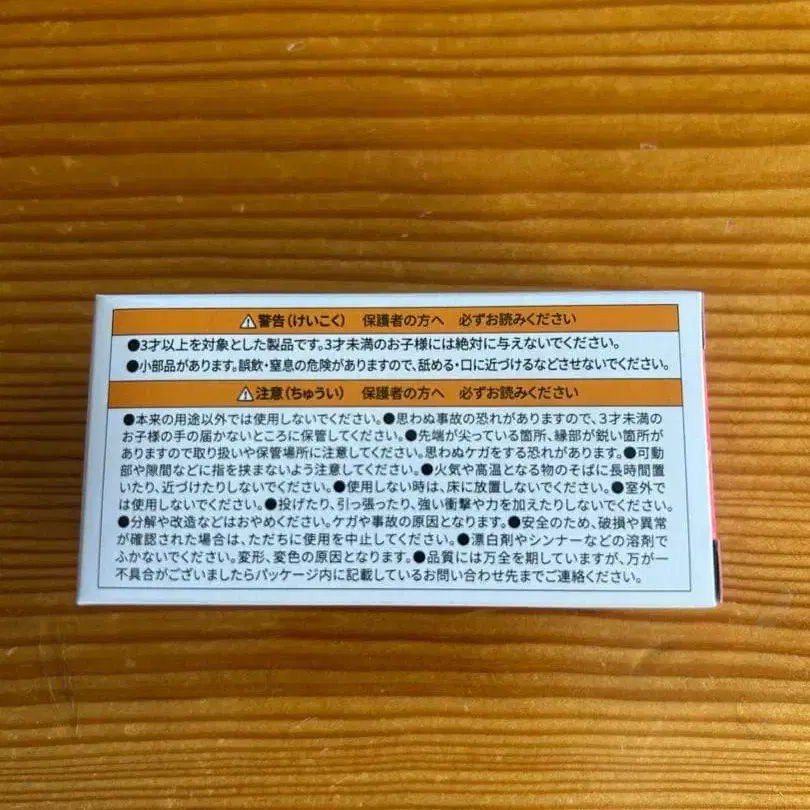 ⚠警告(けいこく) 保護者の方へ 必ずお読みください
●3才以上を対象とした製品です。3才未満のお子様には絶対に与えないでください。
●小部品があります。誤飲・窒息の危険がありますので、舐める・口に近づけるなどさせないでください。
⚠注意(ちゅうい) 保護者の方へ 必ずお読みください
●本来の用途以外では使用しないでください。●思わぬ事故の恐れがありますので、3才未満の
お子様の手の届かないところに保管してください。●先端が尖っている箇所、縁部が鋭い箇所が
ありますので取り扱いや保管場所に注意してください。思わぬケガをする恐れがあります。●可動
部や隙間などに指を挟まないよう注意してください。●火気や高温となる物のそばに長時間置
いたり、近づけたりしないでください。●使用しない時は、床に放置しないでください。●室外で
は使用しないでください。●投げたり、引っ張ったり、強い衝撃や力を加えたりしないでください。
●分解や改造などはおやめください。ケガや事故の原因となります。●安全のため、破損や異常
が確認された場合は、ただちに使用を中止してください。●漂白剤やシンナーなどの溶剤で
ふかないでください。変形、変色の原因となります。●品質には万全を期していますが、万が一
不具合がございましたらパッケージ内に記載しているお問い合わせ先までご連絡ください。